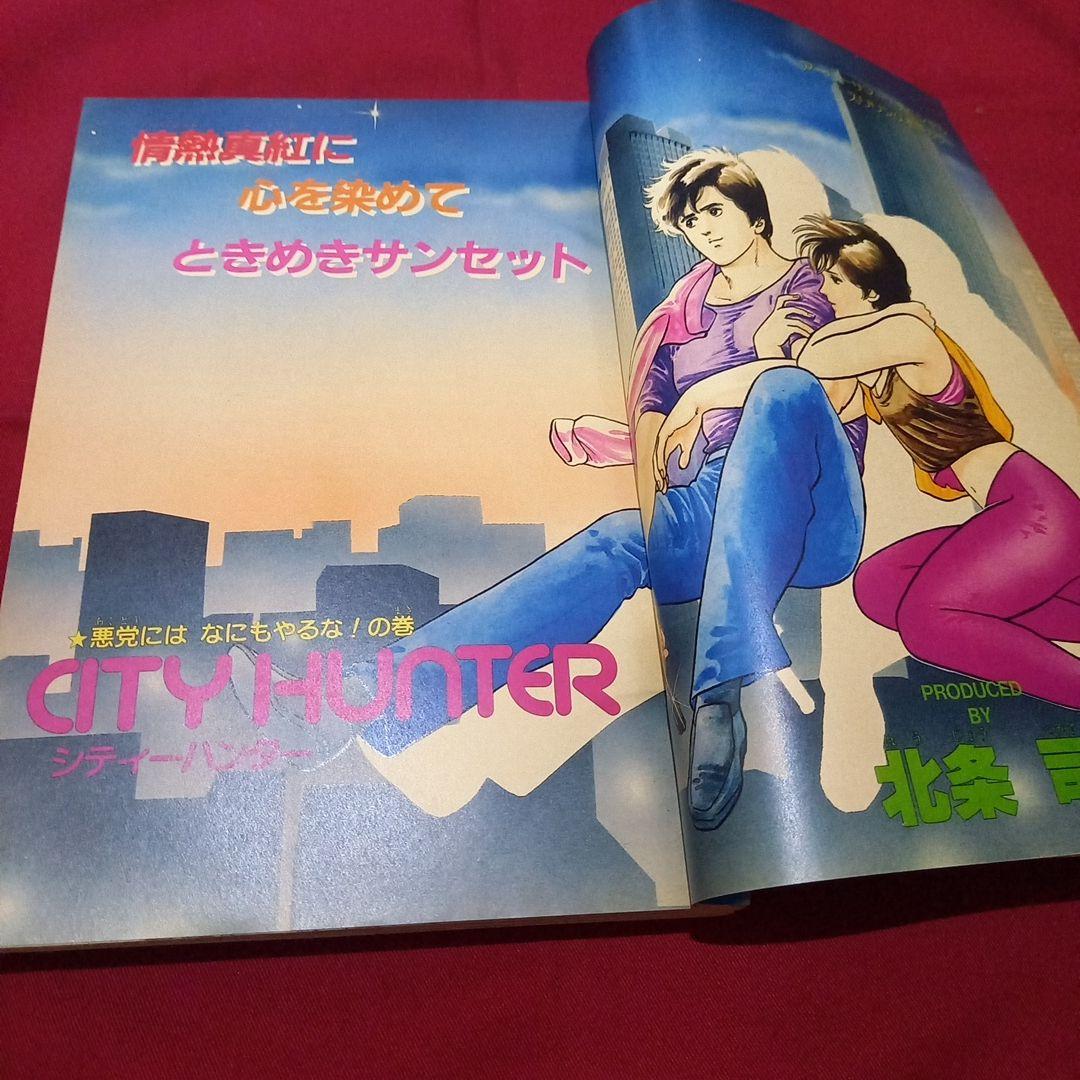 情熱真紅に
心を染めて
ときめきサンセット
★悪党には なにもやるな!の巻
CITY HUNTER
シティーハンター
PRODUCED
BY
北条 司